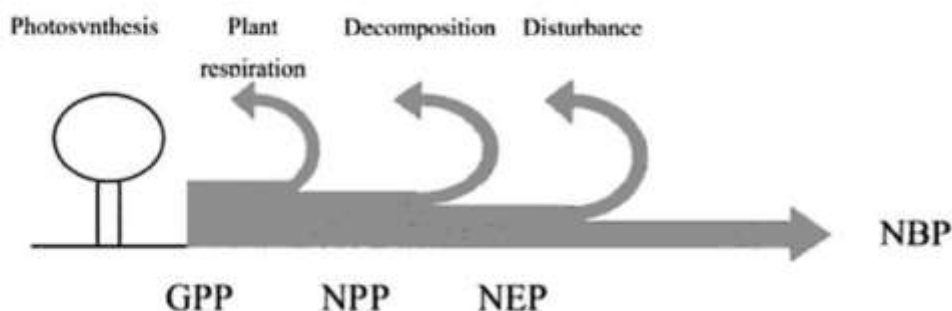 Photosynthesis
Plant
respiration
Decomposition
Disturbance
NBP
GPP
NPP
NEP